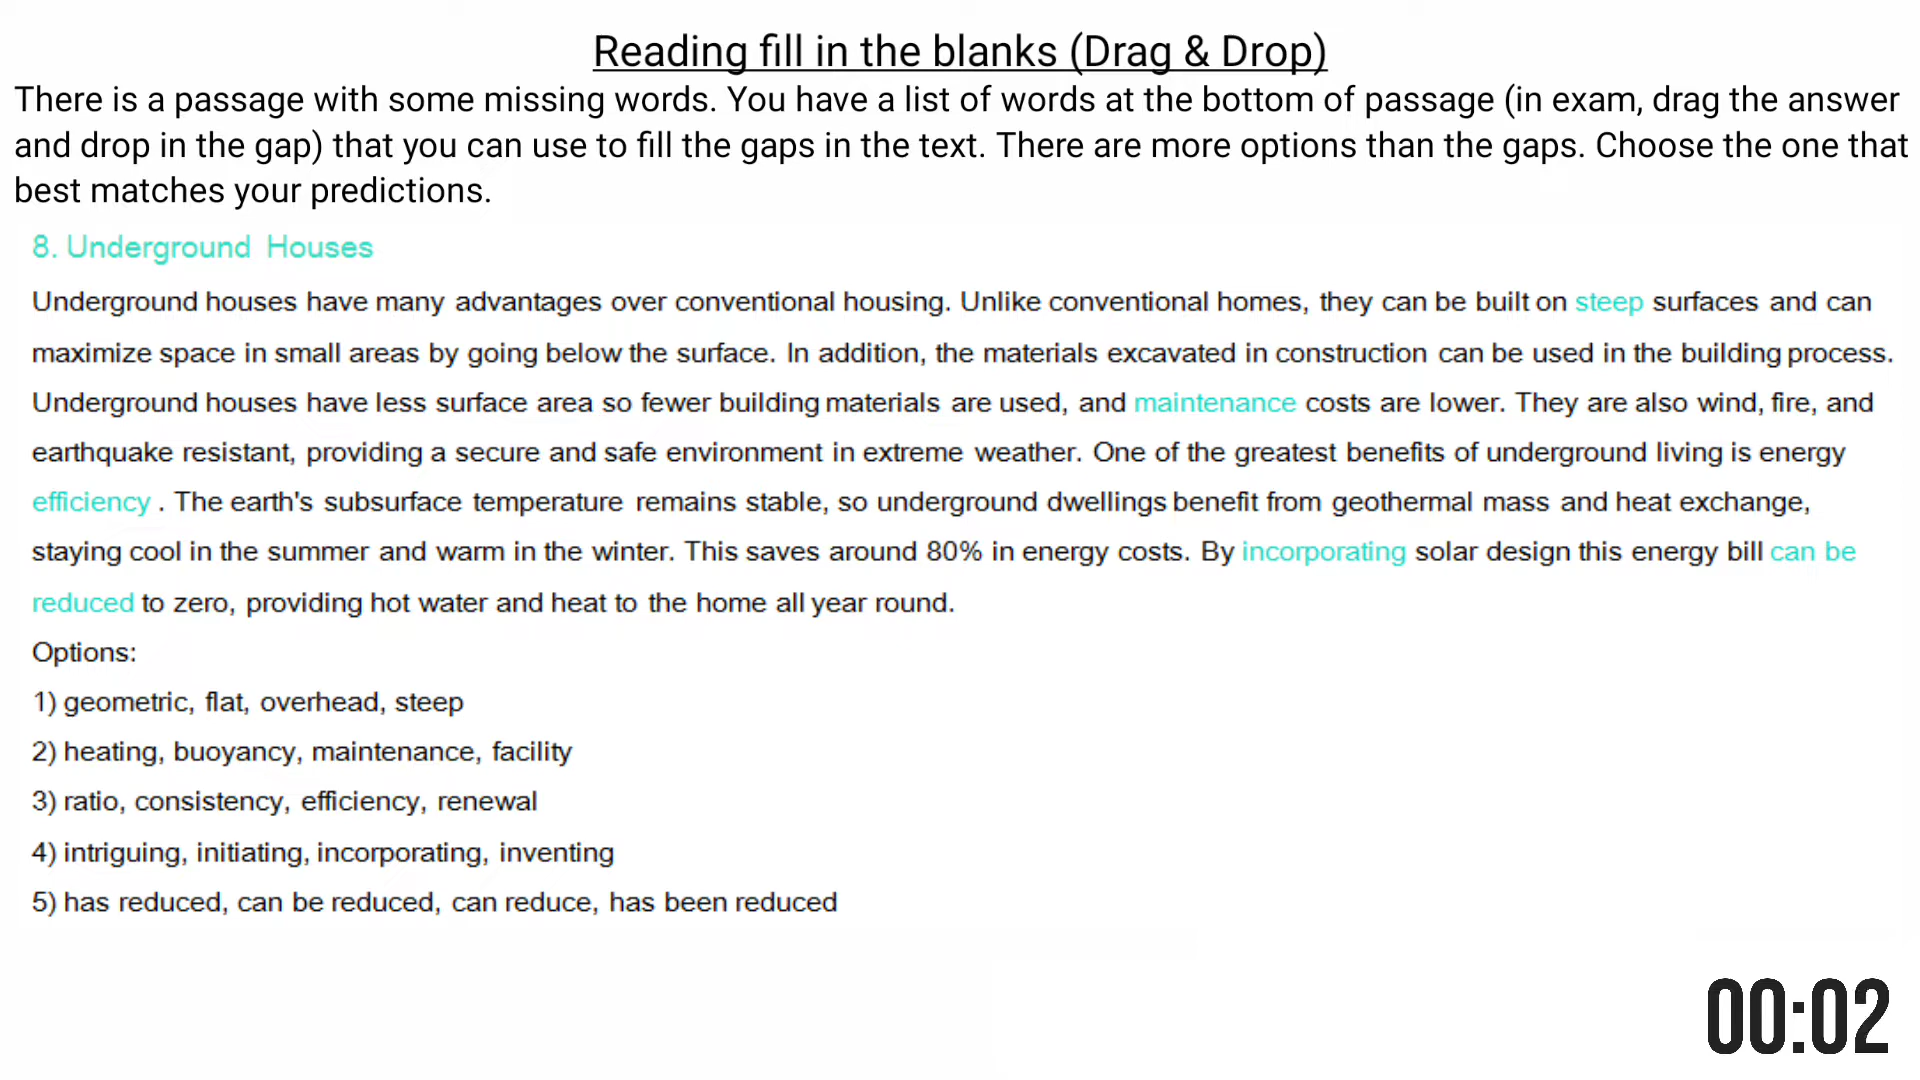 Reading fill in the blanks (Drag & Drop)
There is a passage with some missing words. You have a list of words at the bottom of passage (in exam, drag the answer
and drop in the gap) that you can use to fill the gaps in the text. There are more options than the gaps. Choose the one that
best matches your predictions.
8. Underground Houses
Underground houses have many advantages over conventional housing. Unlike conventional homes, they can be built on steep surfaces and can
maximize space in small areas by going below the surface. In addition, the materials excavated in construction can be used in the building process.
Underground houses have less surface area so fewer building materials are used, and maintenance costs are lower. They are also wind, fire, and
earthquake resistant, providing a secure and safe environment in extreme weather. One of the greatest benefits of underground living is energy
efficiency . The earth's subsurface temperature remains stable, so underground dwellings benefit from geothermal mass and heat exchange,
staying cool in the summer and warm in the winter. This saves around 80% in energy costs. By incorporating solar design this energy bill can be
reduced to zero, providing hot water and heat to the home all year round.
Options:
1) geometric, flat, overhead, steep
2) heating, buoyancy, maintenance, facility
3) ratio, consistency, efficiency, renewal
4) intriguing, initiating, incorporating, inventing
5) has reduced, can be reduced, can reduce, has been reduced
00:02